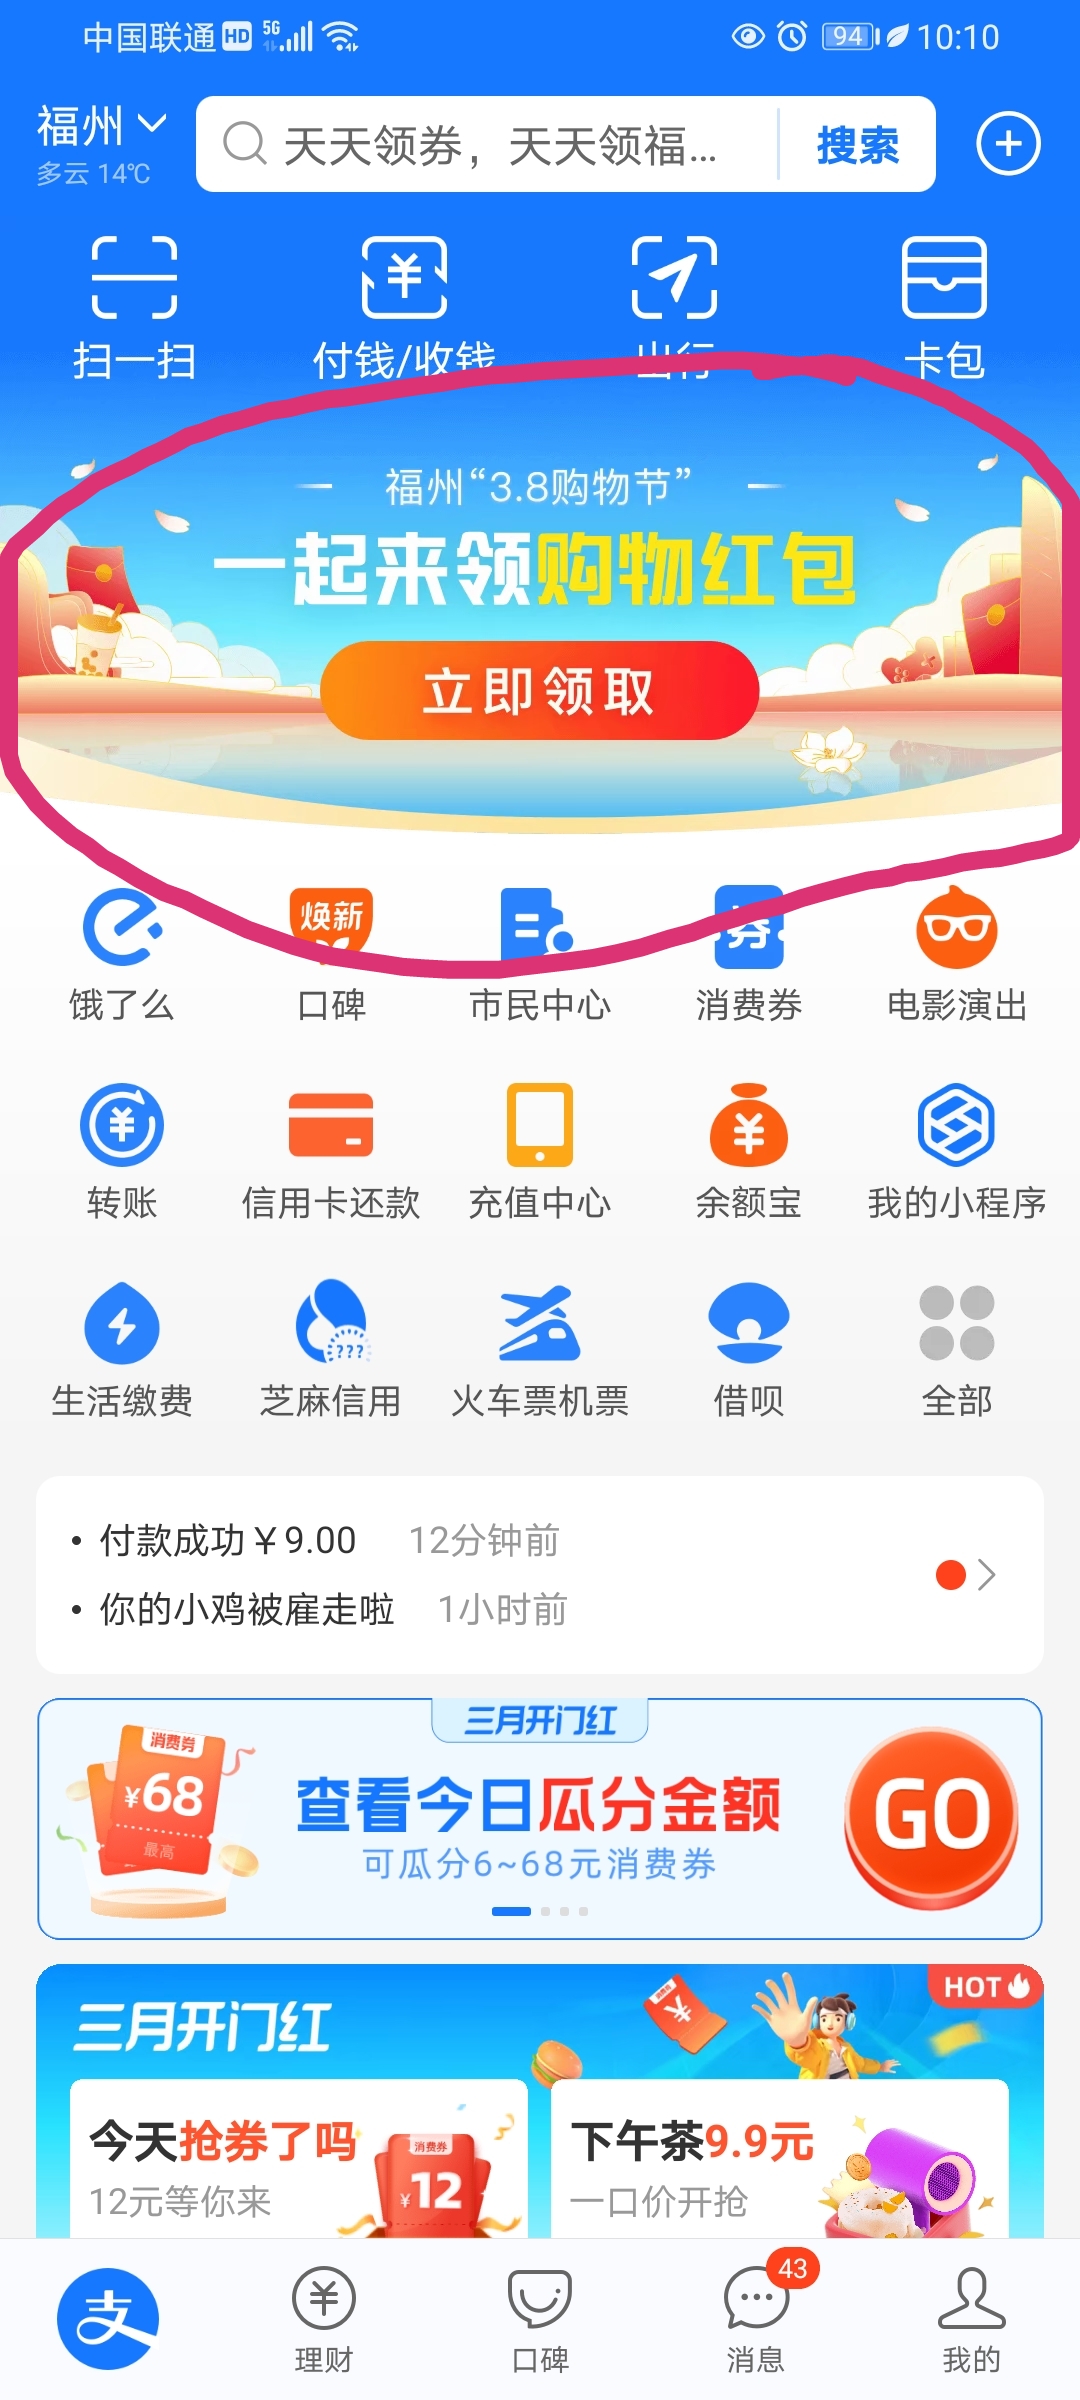 中国联通 HD 5G 94 10:10
福州
多云 14℃
天天领券，天天领福... 搜索
扫一扫 付钱/收钱 出行 卡包
福州“3.8购物节”
一起来领购物红包
立即领取
焕新 券
饿了么 口碑 市民中心 消费券 电影演出
转账 信用卡还款 充值中心 余额宝 我的小程序
???
生活缴费 芝麻信用 火车票机票 借呗 全部
• 付款成功￥9.00 12分钟前
• 你的小鸡被雇走啦 1小时前
三月开门红
消费券
¥68
最高
查看今日瓜分金额
可瓜分6~68元消费券
GO
HOT
三月开门红
今天抢券了吗
12元等你来
消费券
¥12
下午茶9.9元
一口价开抢
支
43
理财 口碑 消息 我的